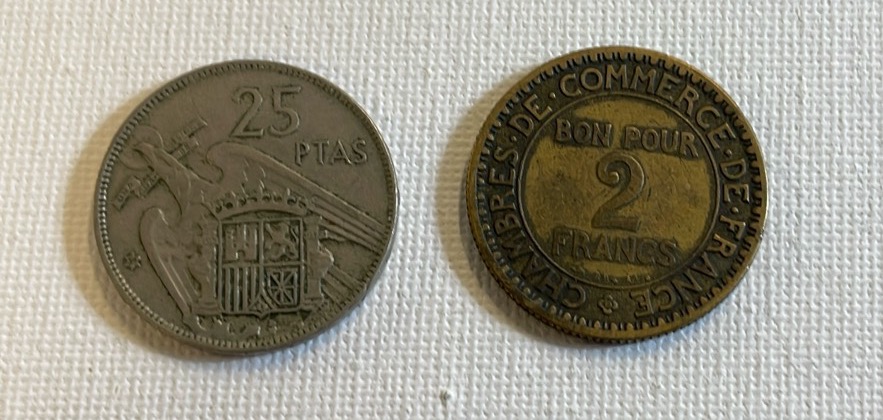 25
PTAS
CHAMBRES·DE·COMMERCE·DE·FRANCE
BON POUR
2
FRANCS